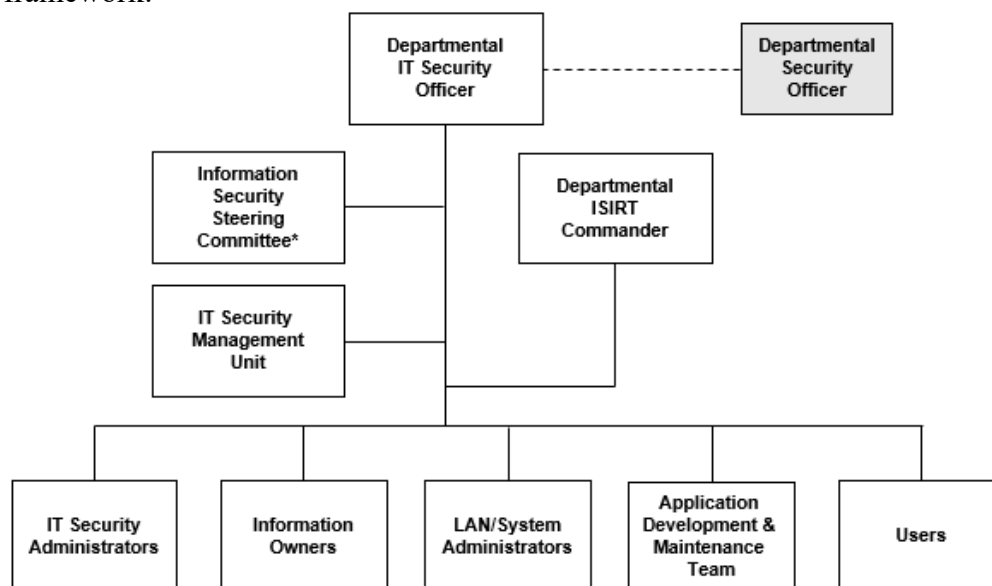 framework.
Departmental
IT Security
Officer
Departmental
Security
Officer
Information
Security
Steering
Committee*
Departmental
ISIRT
Commander
IT Security
Management
Unit
IT Security
Administrators
Information
Owners
LAN/System
Administrators
Application
Development &
Maintenance
Team
Users